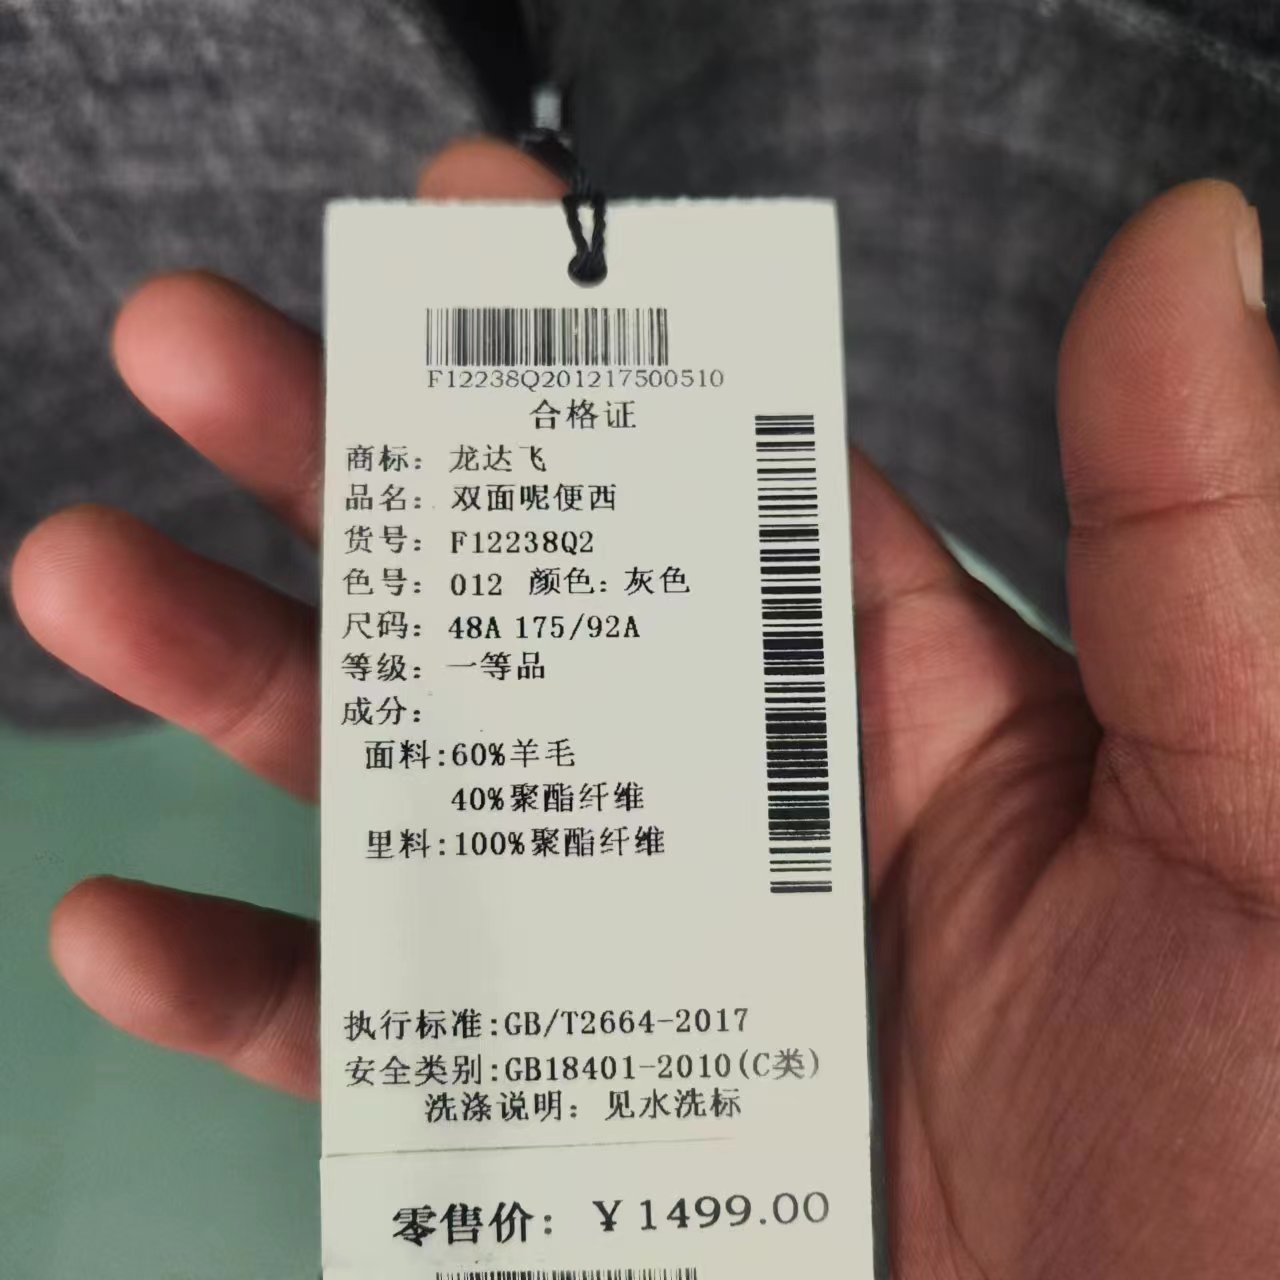 F12238Q201217500510
合格证
商标：龙达飞
品名：双面呢便西
货号：F12238Q2
色号：012 颜色：灰色
尺码：48A 175/92A
等级：一等品
成分：
面料:60%羊毛
40%聚酯纤维
里料:100%聚酯纤维
执行标准:GB/T2664-2017
安全类别:GB18401-2010(C类)
洗涤说明：见水洗标
零售价：￥1499.00